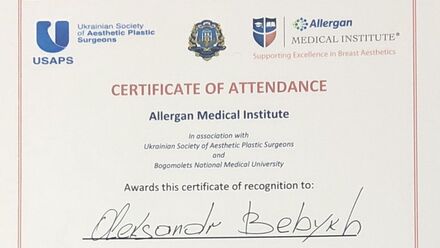 Ukrainian Society
of Aesthetic Plastic
Surgeons
USAPS
Allergan
MEDICAL INSTITUTE®
Supporting Excellence in Breast Aesthetics
CERTIFICATE OF ATTENDANCE
Allergan Medical Institute
In association with
Ukrainian Society of Aesthetic Plastic Surgeons
and
Bogomolets National Medical University
Awards this certificate of recognition to:
Oleksandr Bebykh